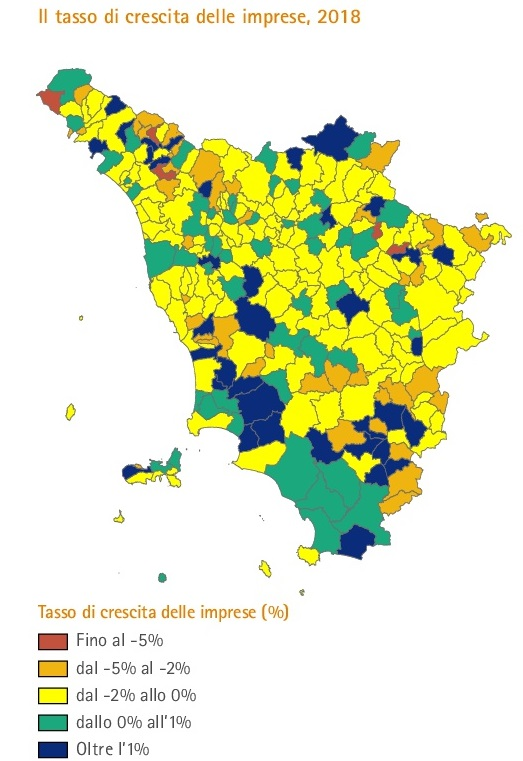 Il tasso di crescita delle imprese, 2018
Tasso di crescita delle imprese (%)
Fino al -5%
dal -5% al -2%
dal -2% allo 0%
dallo 0% all'1%
Oltre l'1%